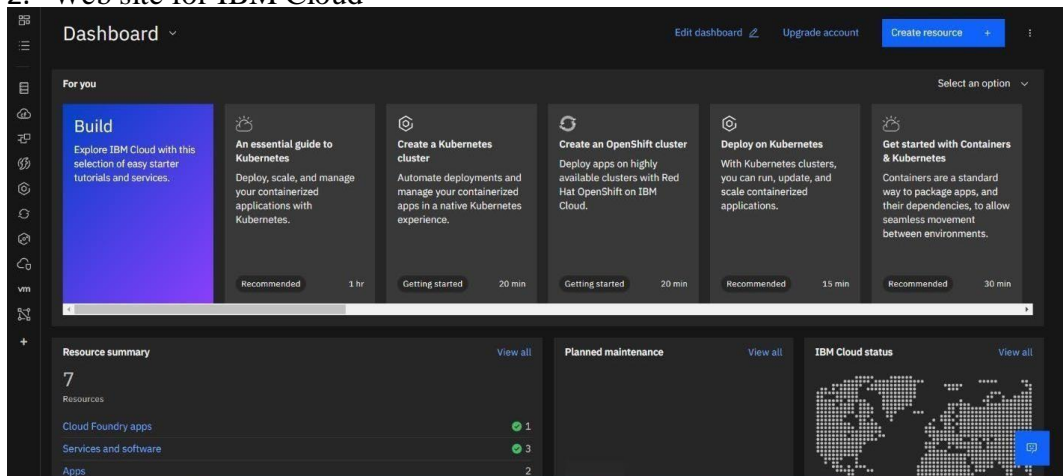 2. Web site for IBM Cloud
Dashboard
Edit dashboard
Upgrade account
Create resource +
For you
Select an option
Build
Explore IBM Cloud with this
selection of easy starter
tutorials and services.
An essential guide to
Kubernetes
Deploy, scale, and manage
your containerized
applications with
Kubernetes.
Recommended 1 hr
Create a Kubernetes
cluster
Automate deployments and
manage your containerized
apps in a native Kubernetes
experience.
Getting started 20 min
Create an OpenShift cluster
Deploy apps on highly
available clusters with Red
Hat OpenShift on IBM
Cloud.
Getting started 20 min
Deploy on Kubernetes
With Kubernetes clusters,
you can run, update, and
scale containerized
applications.
Recommended 15 min
Get started with Containers
& Kubernetes
Containers are a standard
way to package apps, and
their dependencies, to allow
seamless movement
between environments.
Recommended 30 min
vm
Resource summary View all
7
Resources
Cloud Foundry apps 1
Services and software 3
Apps 2
Planned maintenance View all
IBM Cloud status View all